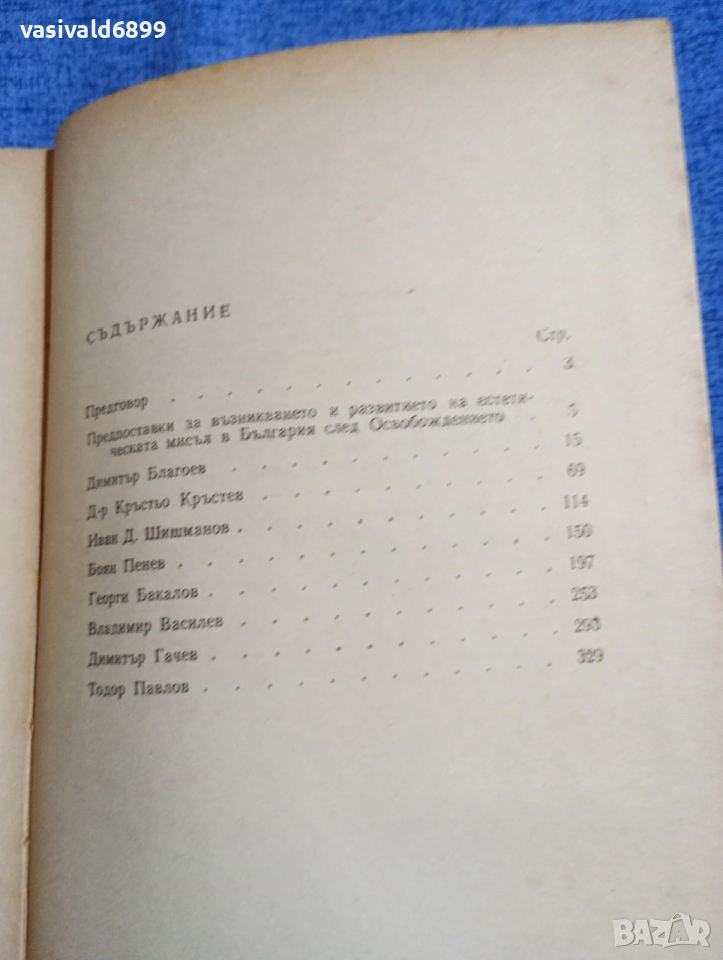 vasivald6899
СЪДЪРЖАНИЕ
Стр.
Предговор . . . . . . . . . . . . . . 3
Предпоставки за възникването и развитието на естети-
ческата мисъл в България след Освобождението . 5
Димитър Благоев . . . . . . . . . . . . 15
Д-р Кръстьо Кръстев . . . . . . . . . . 69
Иван Д. Шишманов . . . . . . . . . . . 114
Боян Пенев . . . . . . . . . . . . . . 150
Георги Бакалов . . . . . . . . . . . . 197
Владимир Василев . . . . . . . . . . . 253
Димитър Гачев . . . . . . . . . . . . 293
Тодор Павлов . . . . . . . . . . . . . 329
BAZAR